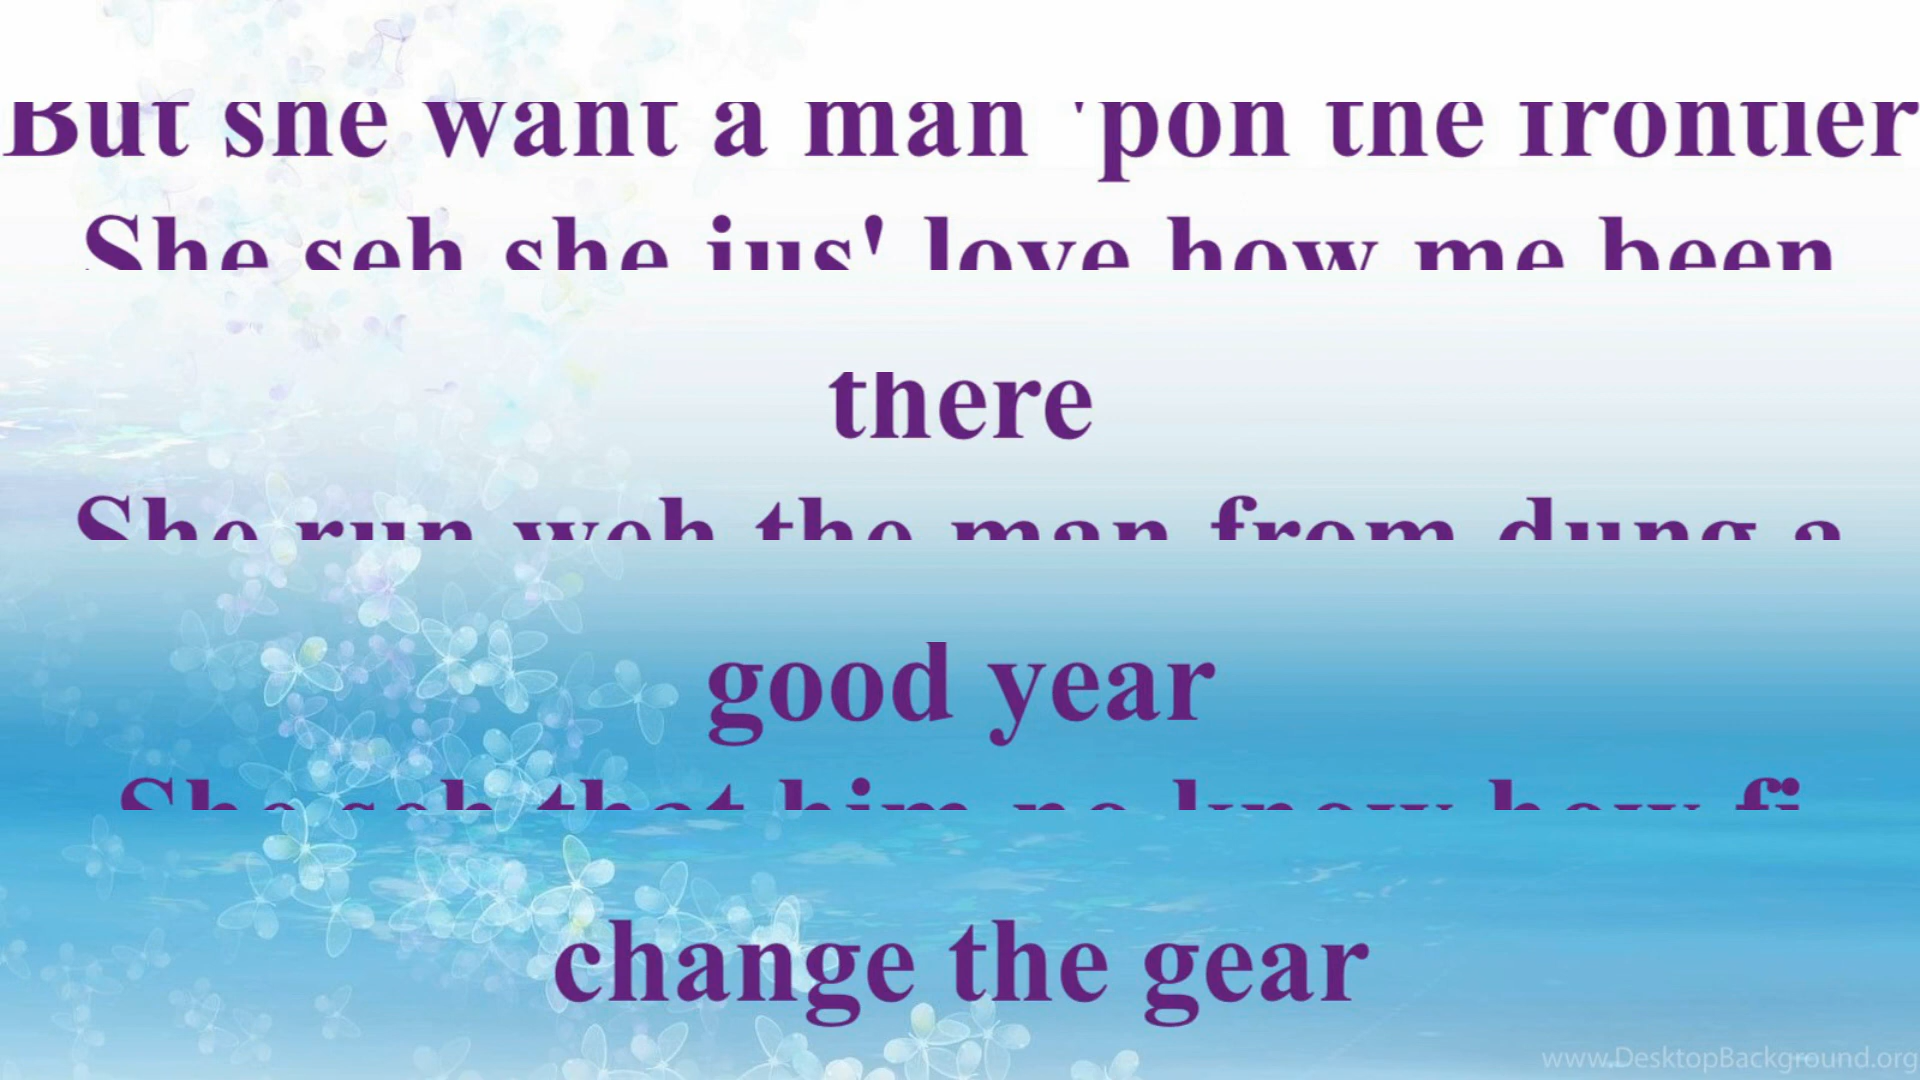 But she want a man 'pon the frontier
She seh she jus' love how me been
there
She run weh the man from dung a
good year
She seh that him no know how fi
change the gear
www.DesktopBackground.org